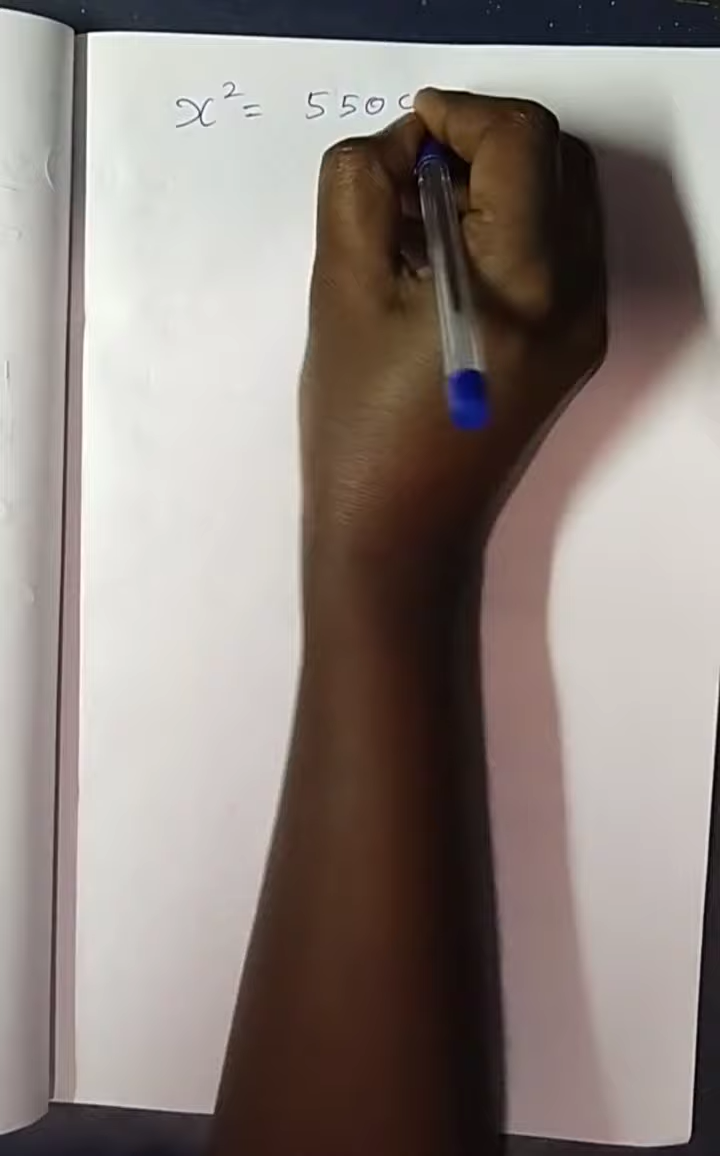 x² = 550